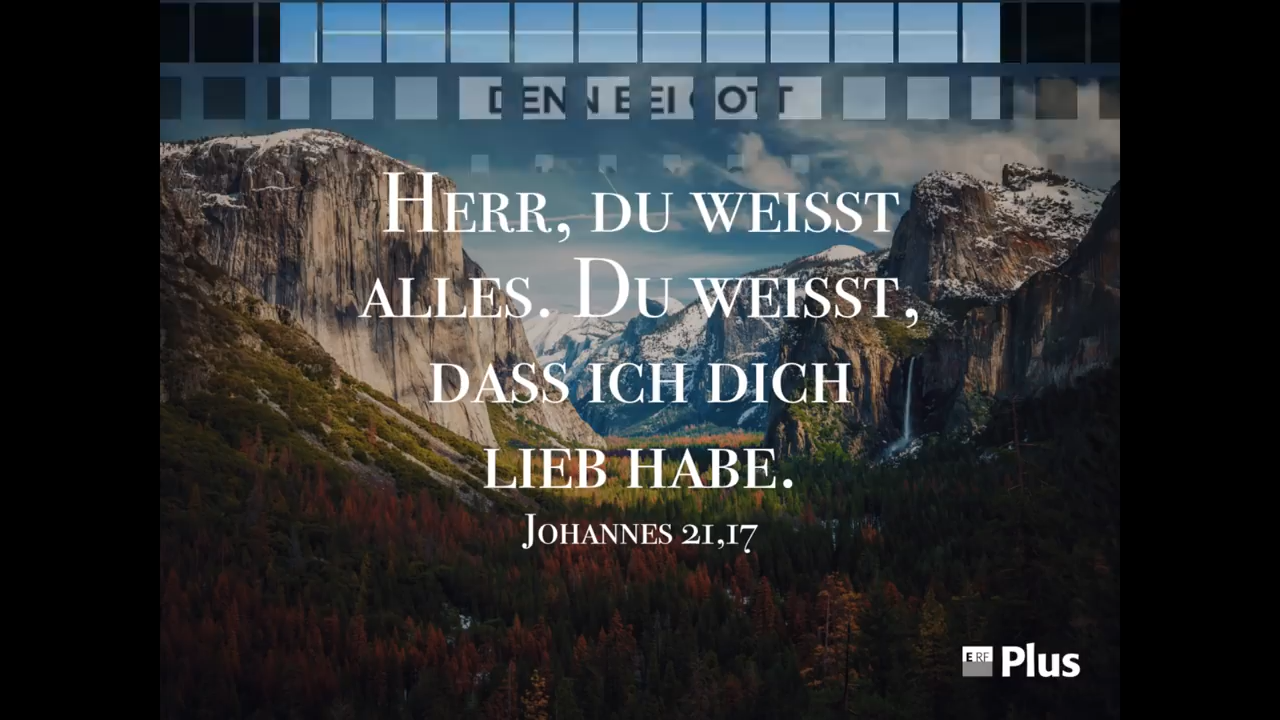 DENN BEI GOTT
Herr, du weisst
alles. Du weisst,
dass ich dich
lieb habe.
Johannes 21,17
ERF Plus